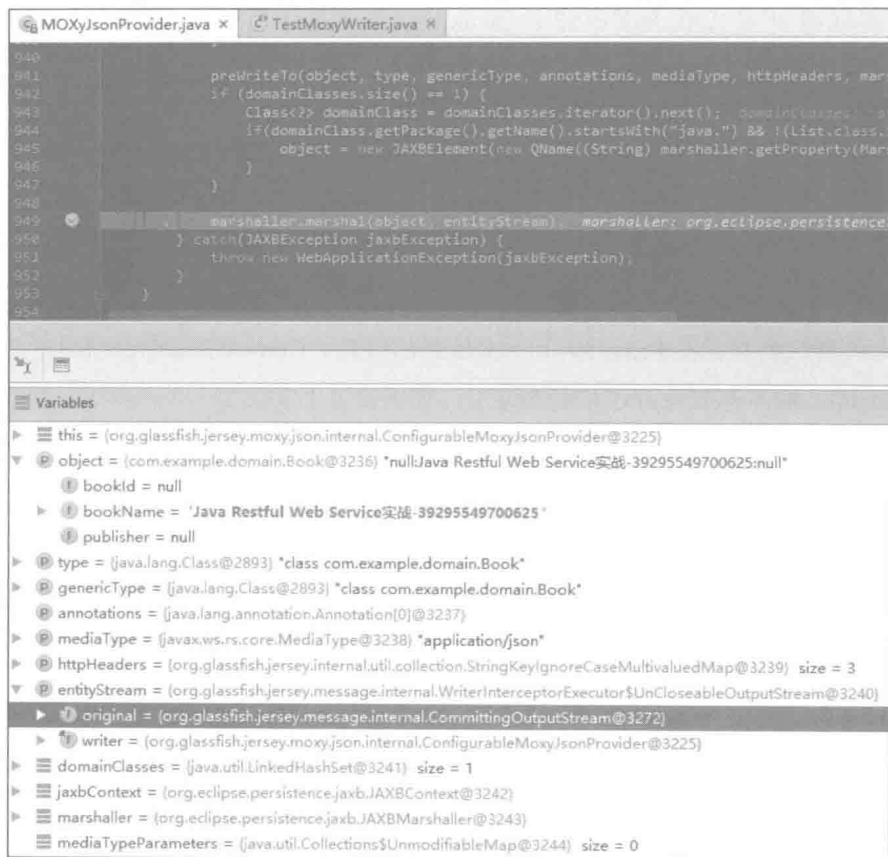 MOXyJsonProvider.java × TestMoxyWriter.java ×
940
941 preWriteTo(object, type, genericType, annotations, mediaType, httpHeaders, mar
942 if (domainClasses.size() == 1) {
943 Class<?> domainClass = domainClasses.iterator().next();
944 if(domainClass.getPackage().getName().startsWith("java.") && !(List.class.
945 object = new JAXBElement(new QName((String) marshaller.getProperty(Mar
946 }
947 }
948
949 marshaller.marshal(object, entityStream); marshaller: org.eclipse.persistence
950 } catch(JAXBException jaxbException) {
951 throw new WebApplicationException(jaxbException);
952 }
953 }
954
Variables
this = {org.glassfish.jersey.moxy.json.internal.ConfigurableMoxyJsonProvider@3225}
object = {com.example.domain.Book@3236} "null:Java Restful Web Service实战-39295549700625:null"
bookId = null
bookName = "Java Restful Web Service实战-39295549700625"
publisher = null
type = {java.lang.Class@2893} "class com.example.domain.Book"
genericType = {java.lang.Class@2893} "class com.example.domain.Book"
annotations = {java.lang.annotation.Annotation[0]@3237}
mediaType = {javax.ws.rs.core.MediaType@3238} "application/json"
httpHeaders = {org.glassfish.jersey.internal.util.collection.StringKeyIgnoreCaseMultivaluedMap@3239} size = 3
entityStream = {org.glassfish.jersey.message.internal.WriterInterceptorExecutor$UnCloseableOutputStream@3240}
original = {org.glassfish.jersey.message.internal.CommittingOutputStream@3272}
writer = {org.glassfish.jersey.moxy.json.internal.ConfigurableMoxyJsonProvider@3225}
domainClasses = {java.util.LinkedHashSet@3241} size = 1
jaxbContext = {org.eclipse.persistence.jaxb.JAXBContext@3242}
marshaller = {org.eclipse.persistence.jaxb.JAXBMarshaller@3243}
mediaTypeParameters = {java.util.Collections$UnmodifiableMap@3244} size = 0